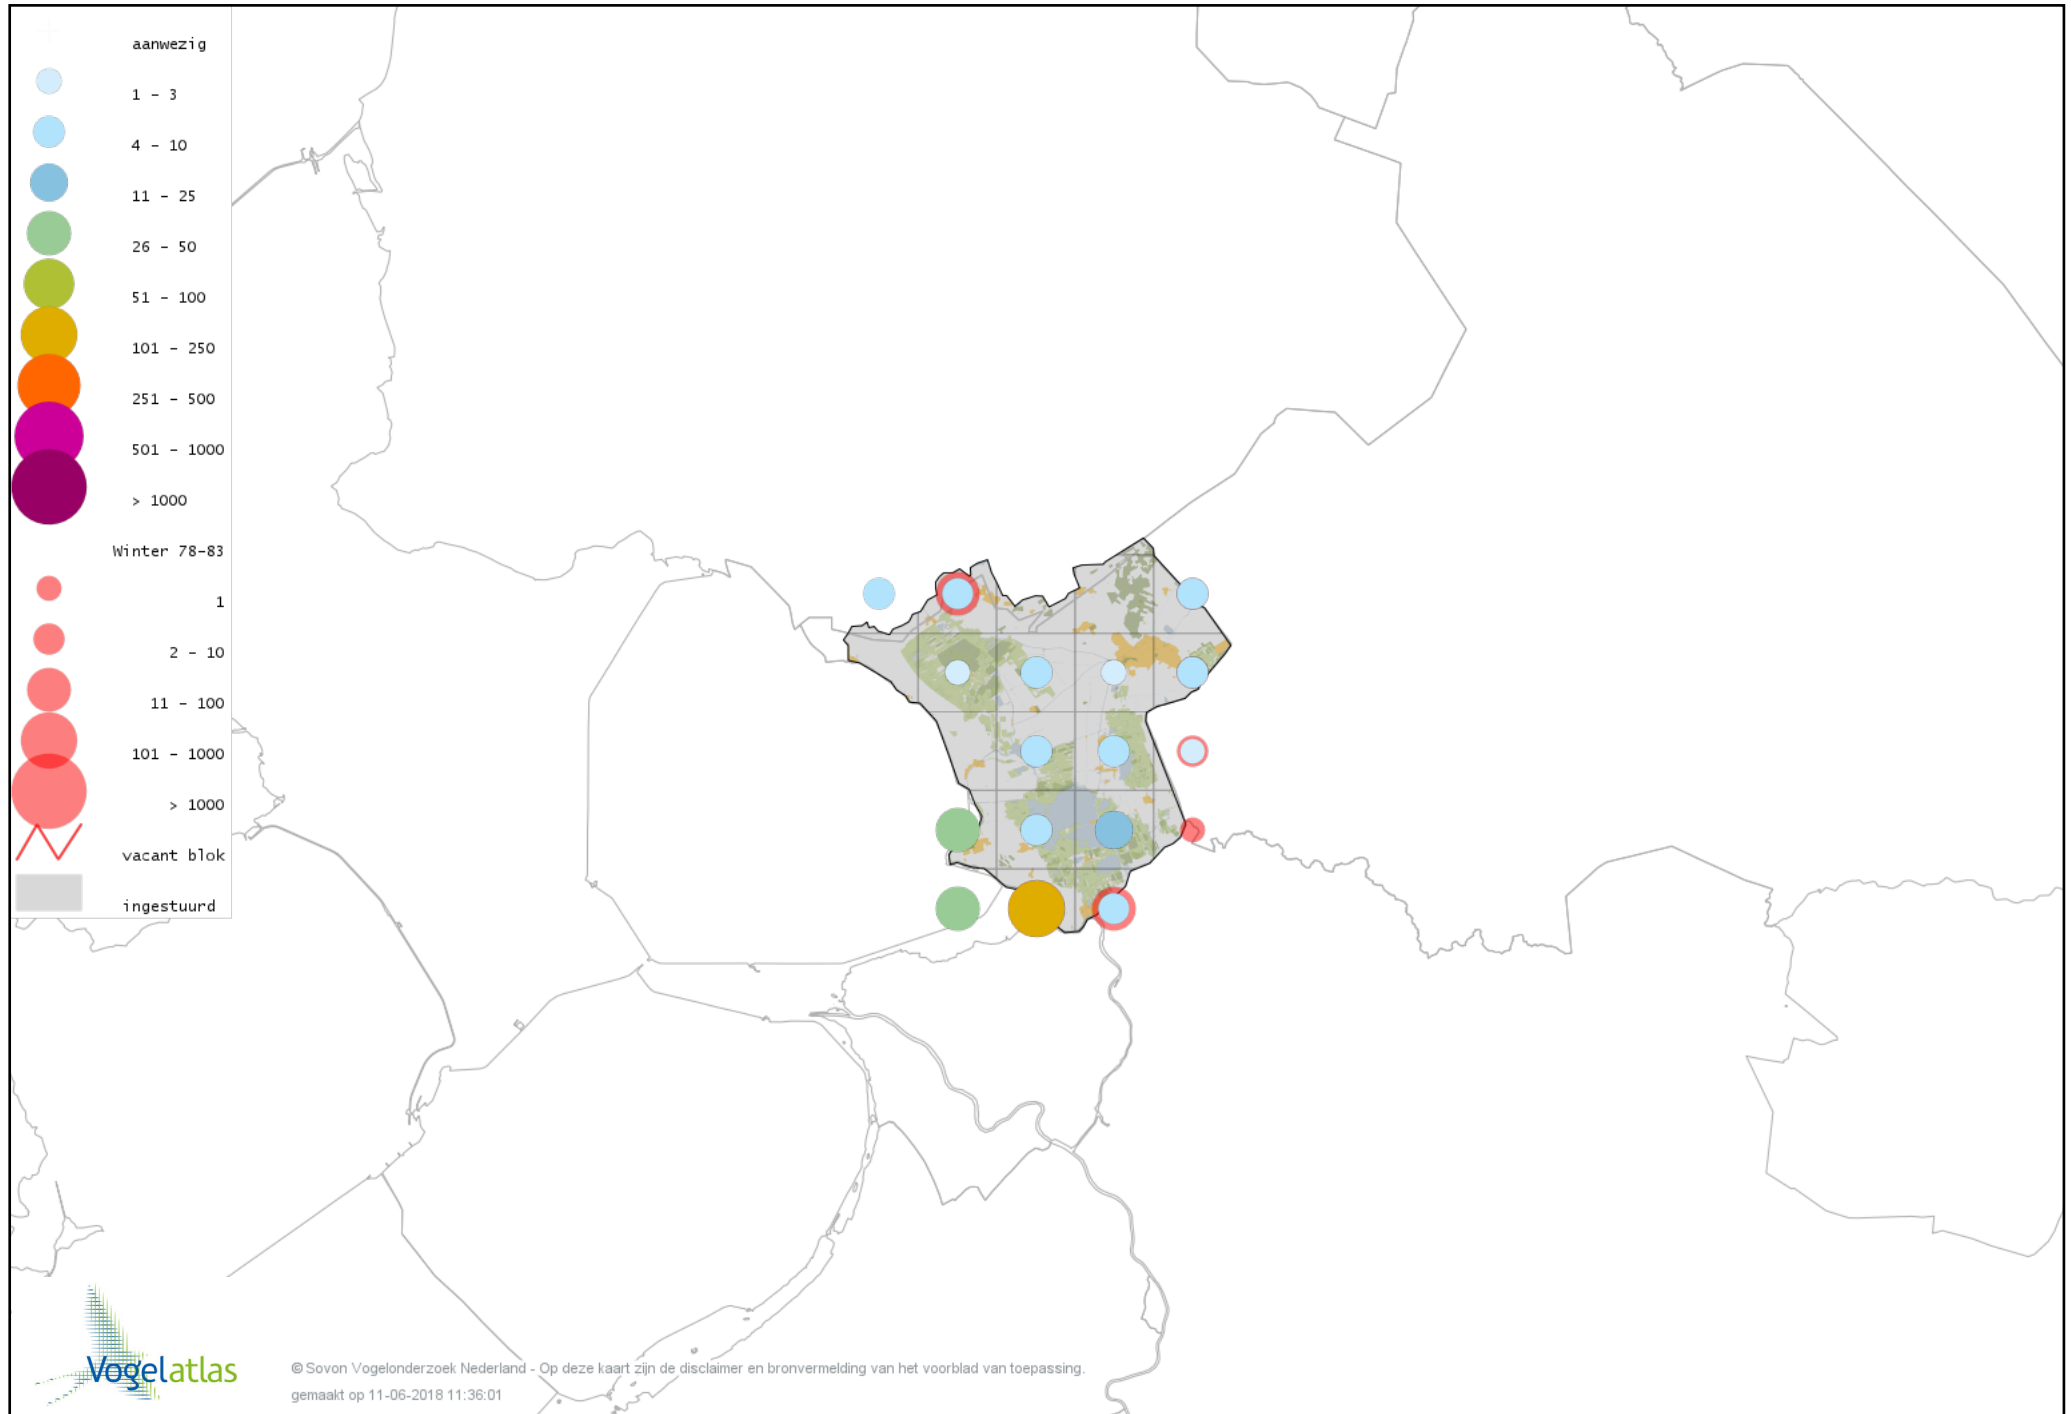 aanwezig
1 - 3
4 - 10
11 - 25
26 - 50
51 - 100
101 - 250
251 - 500
501 - 1000
> 1000
Winter 78-83
1
2 - 10
11 - 100
101 - 1000
> 1000
vacant blok
ingestuurd
Vogelatlas
© Sovon Vogelonderzoek Nederland - Op deze kaart zijn de disclaimer en bronvermelding van het voorblad van toepassing.
gemaakt op 11-06-2018 11:36:01